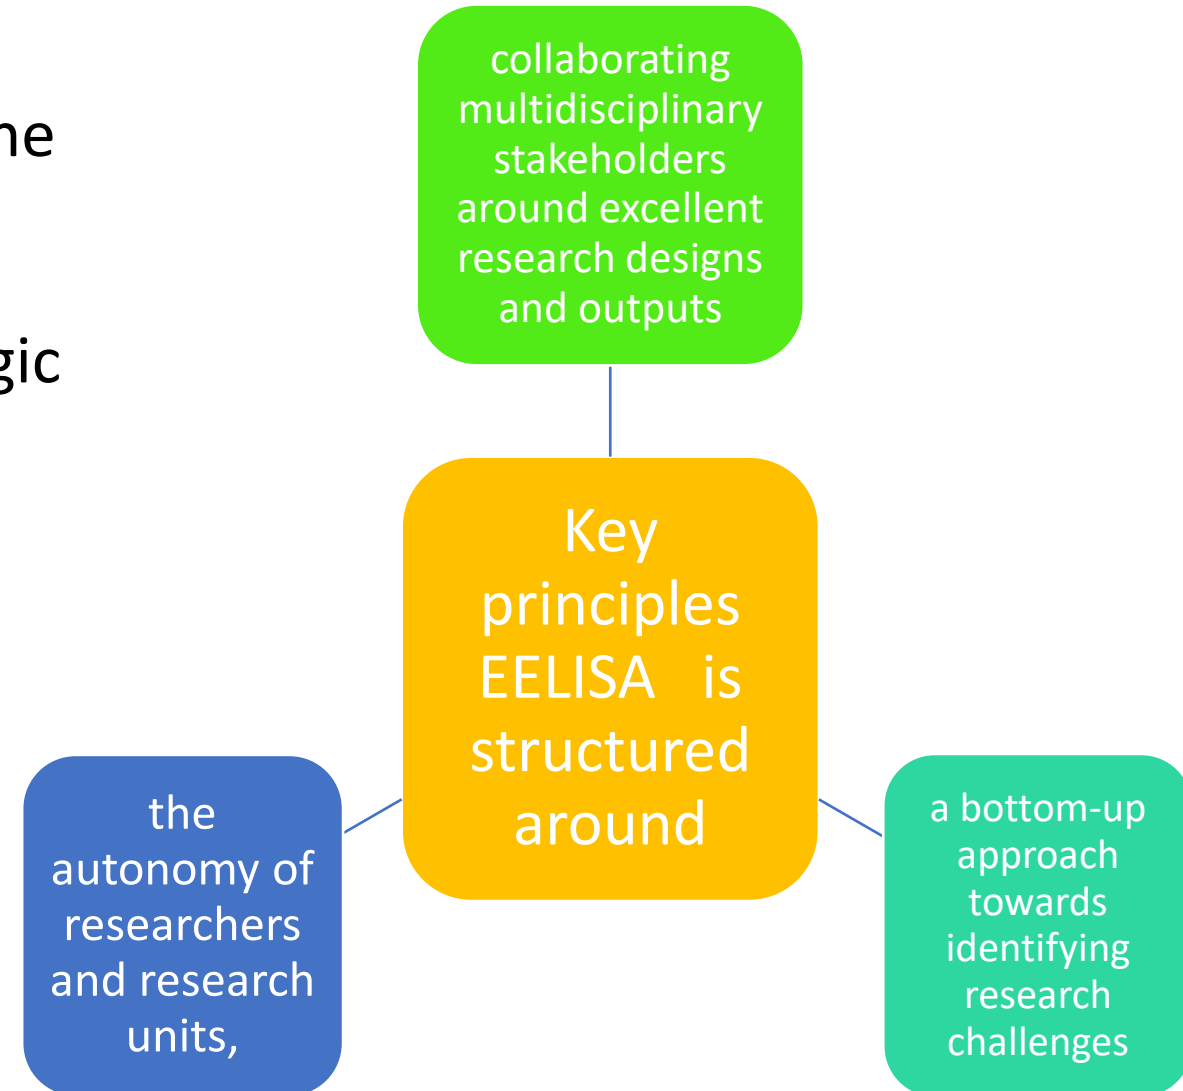 collaborating
multidisciplinary
stakeholders
around excellent
research designs
and outputs
he
gic
Key
principles
EELISA is
structured
around
the
autonomy of
researchers
and research
units,
a bottom-up
approach
towards
identifying
research
challenges